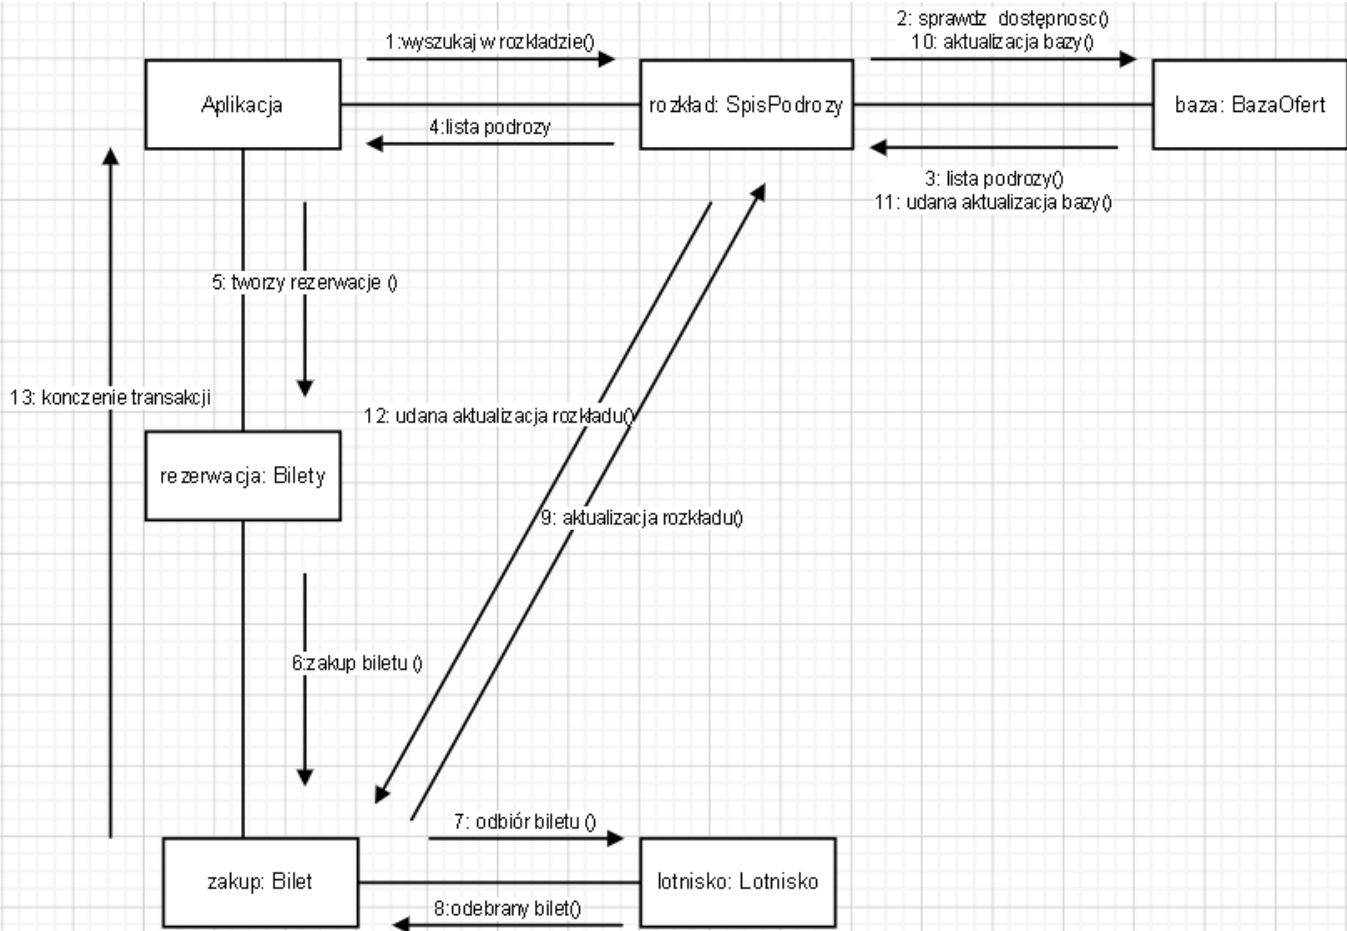 2: sprawdz dostępnosc()
1:wyszukaj w rozkladzie()
10: aktualizacja bazy()
Aplikacja
rozkład: SpisPodrozy
baza: BazaOfert
4:lista podrozy
3: lista podrozy()
11: udana aktualizacja bazy()
5: tworzy rezerwacje ()
13: konczenie transakcji
12: udana aktualizacja rozkładu()
rezerwacja: Bilety
9: aktualizacja rozkładu()
6:zakup biletu ()
7: odbiór biletu ()
zakup: Bilet
lotnisko: Lotnisko
8:odebrany bilet()